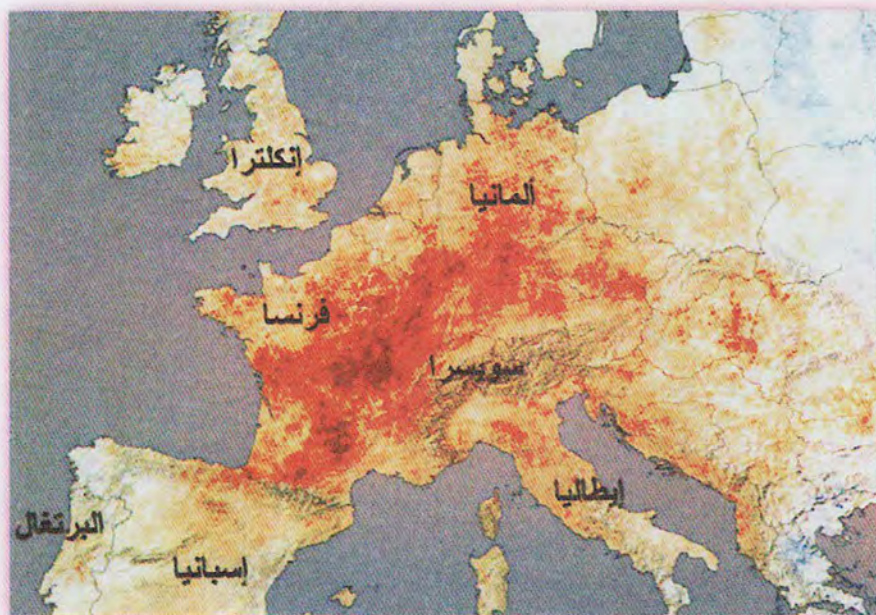 إنكلترا
ألمانيا
فرنسا
سويسرا
إيطاليا
البرتغال
إسبانيا